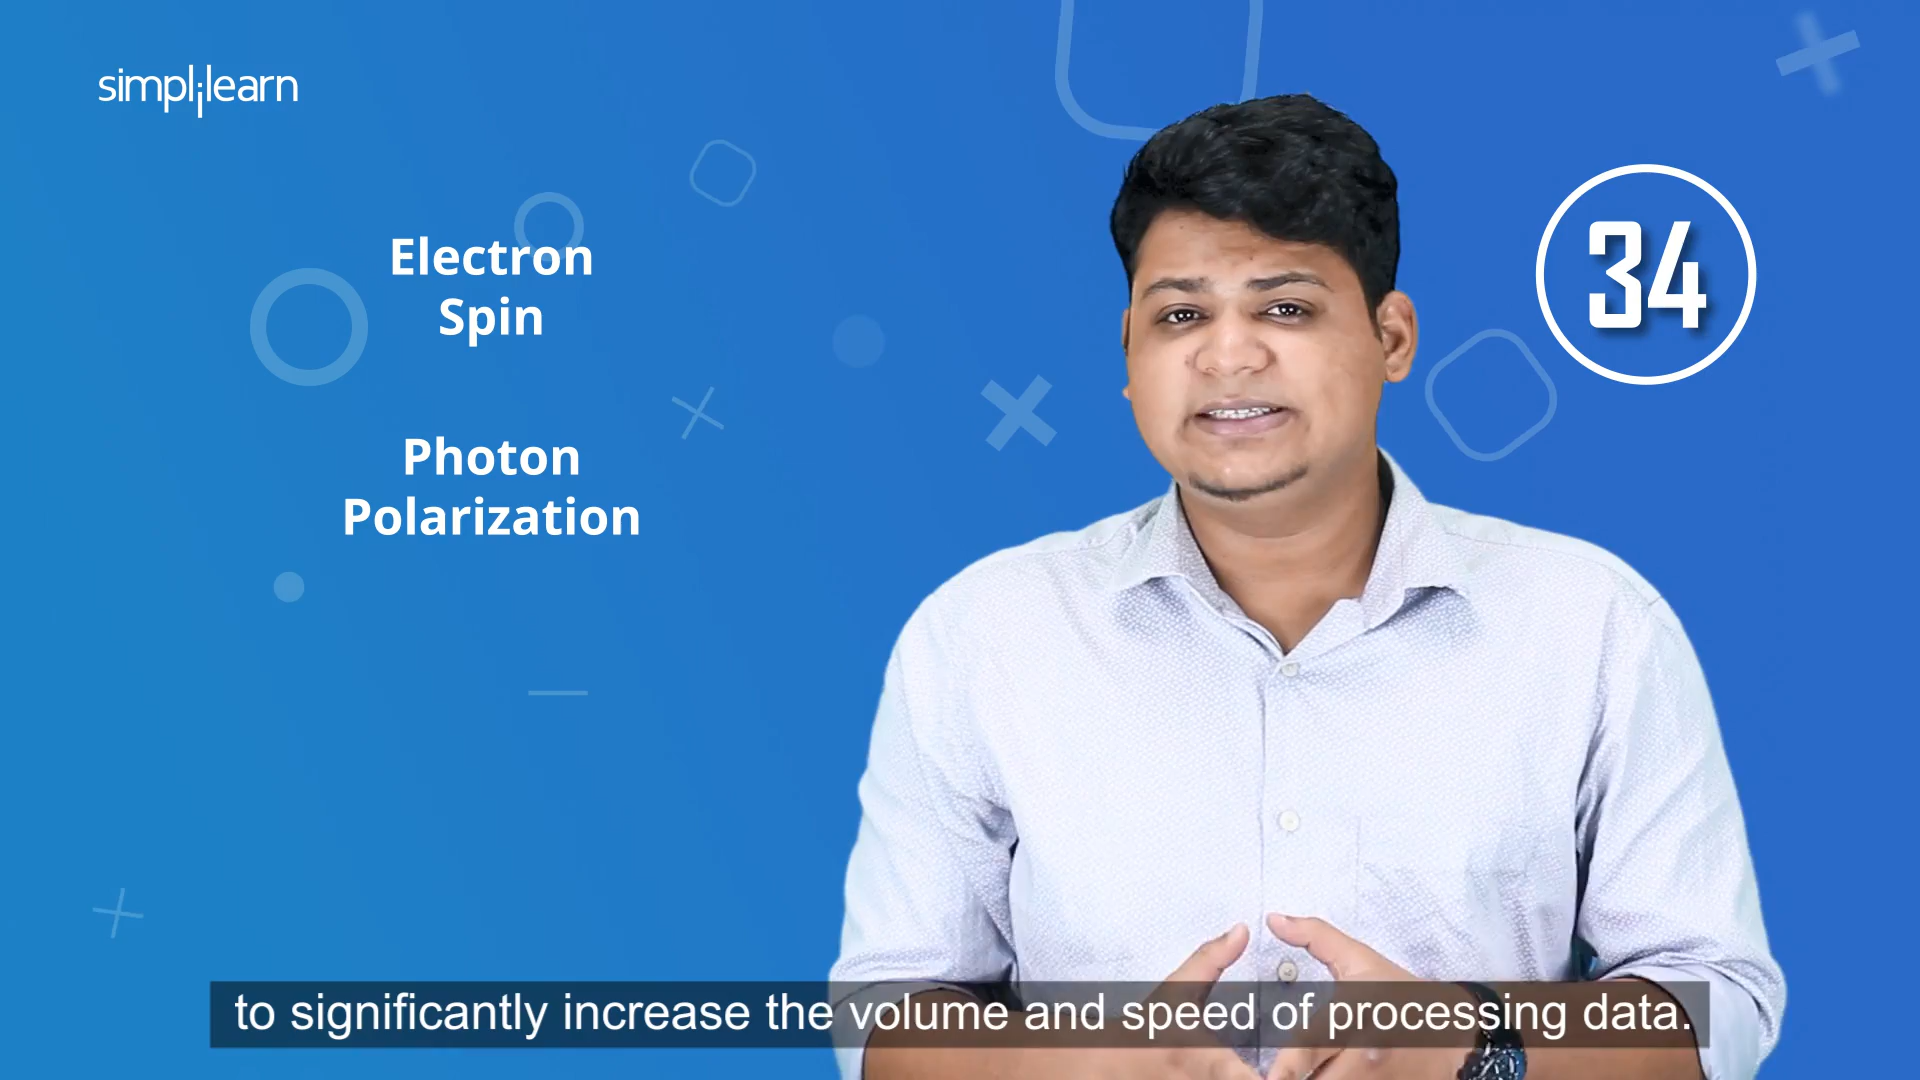 simplilearn
Electron
Spin
34
Photon
Polarization
to significantly increase the volume and speed of processing data.